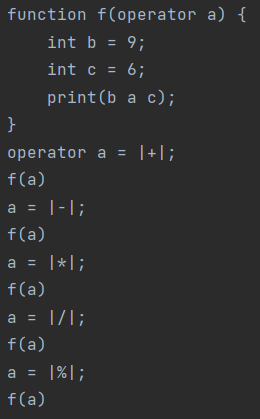 function f(operator a) {
    int b = 9;
    int c = 6;
    print(b a c);
}
operator a = |+|;
f(a)
a = |-|;
f(a)
a = |*|;
f(a)
a = |/|;
f(a)
a = |%|;
f(a)